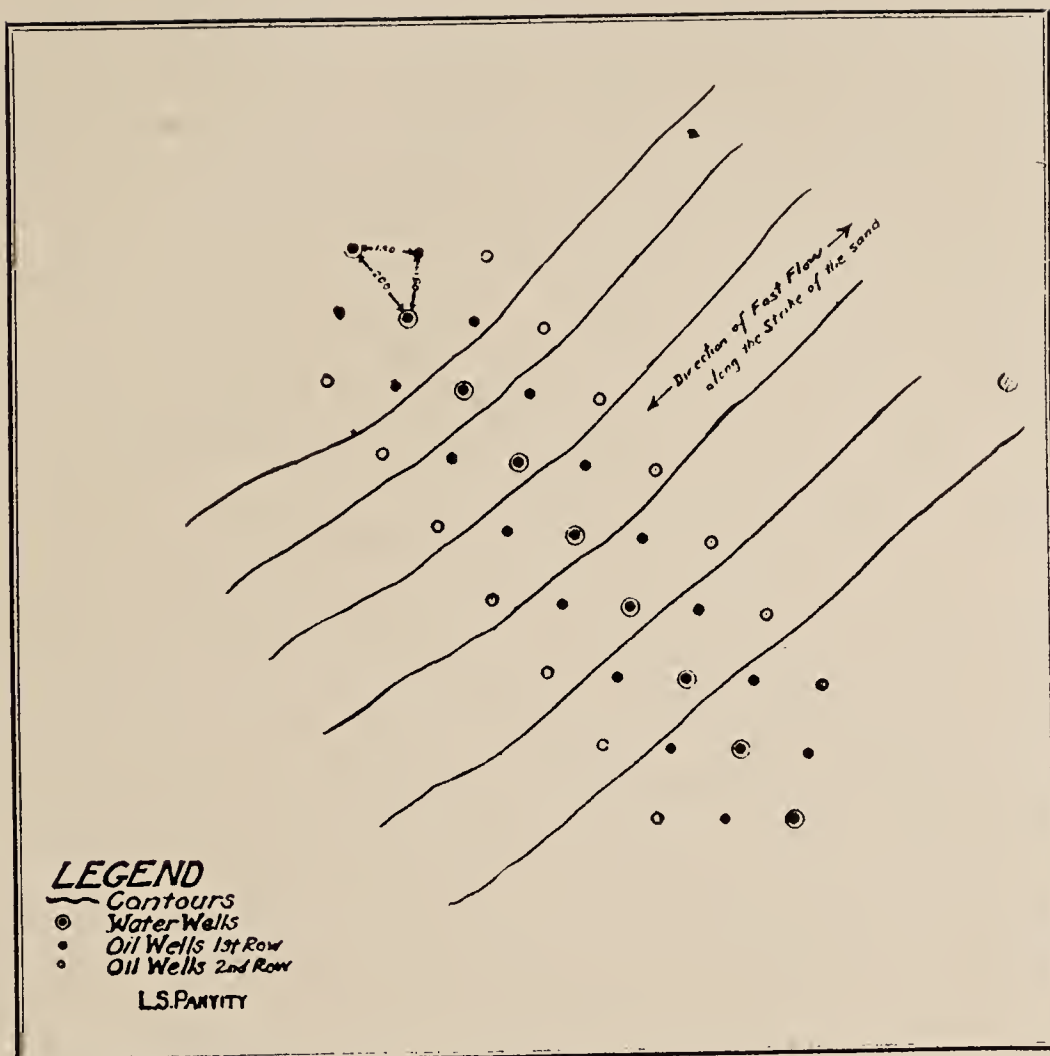 200
Direction of Fast Flow
along the Strike of the sand
LEGEND
Contours
Water Wells
Oil Wells 1st Row
Oil Wells 2nd Row
L.S. PANYITY